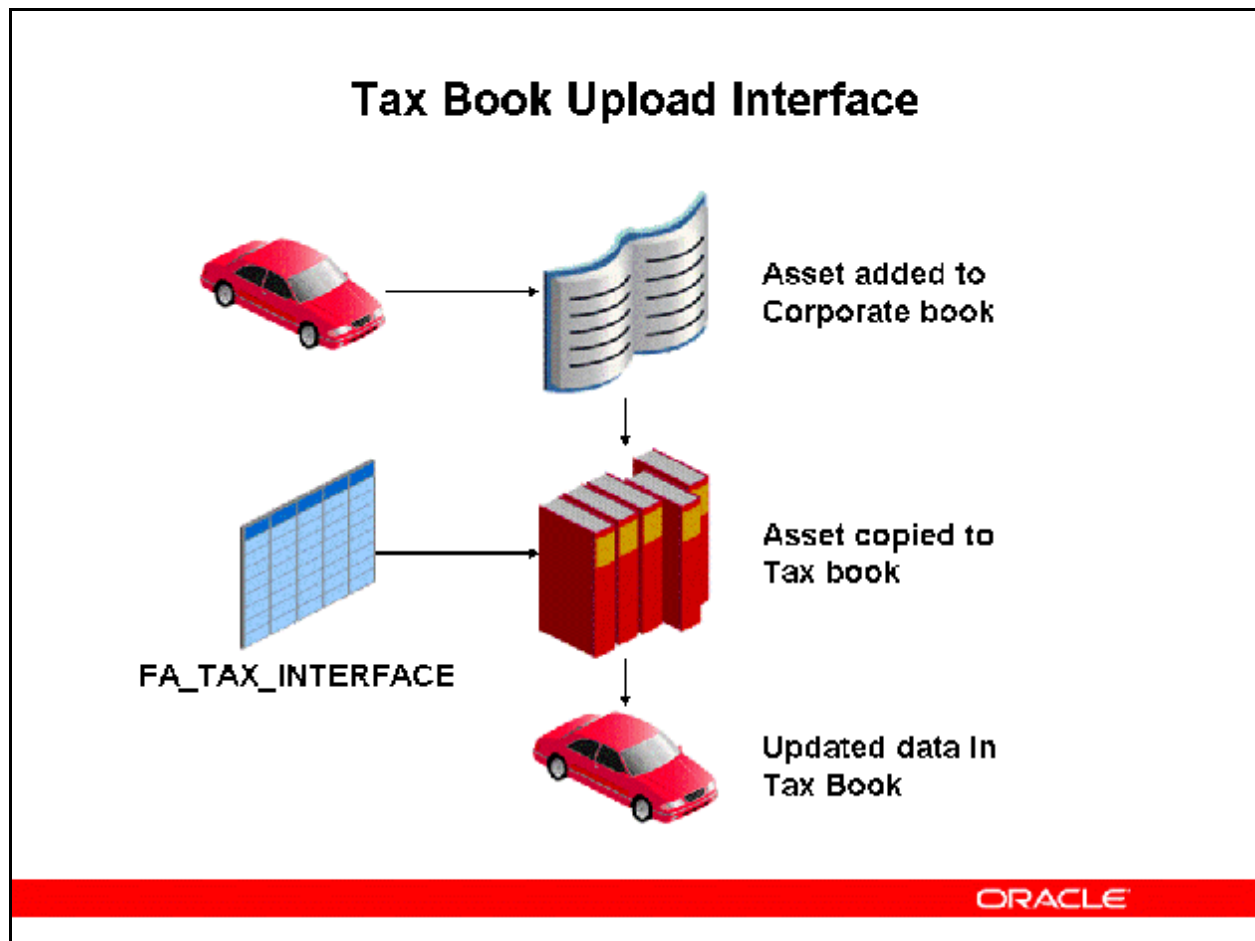 Tax Book Upload Interface
Asset added to
Corporate book
Asset copied to
Tax book
FA_TAX_INTERFACE
Updated data in
Tax Book
ORACLE